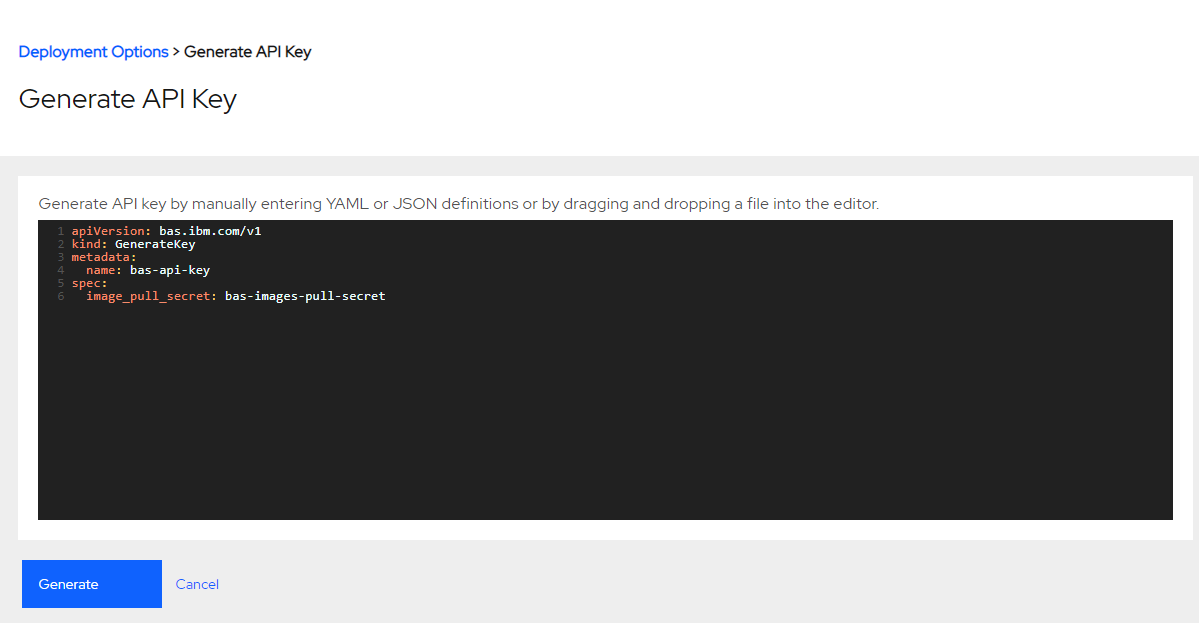 Deployment Options > Generate API Key
Generate API Key
Generate API key by manually entering YAML or JSON definitions or by dragging and dropping a file into the editor.
1 apiVersion: bas.ibm.com/v1
2 kind: GenerateKey
3 metadata:
4   name: bas-api-key
5 spec:
6   image_pull_secret: bas-images-pull-secret
Generate Cancel